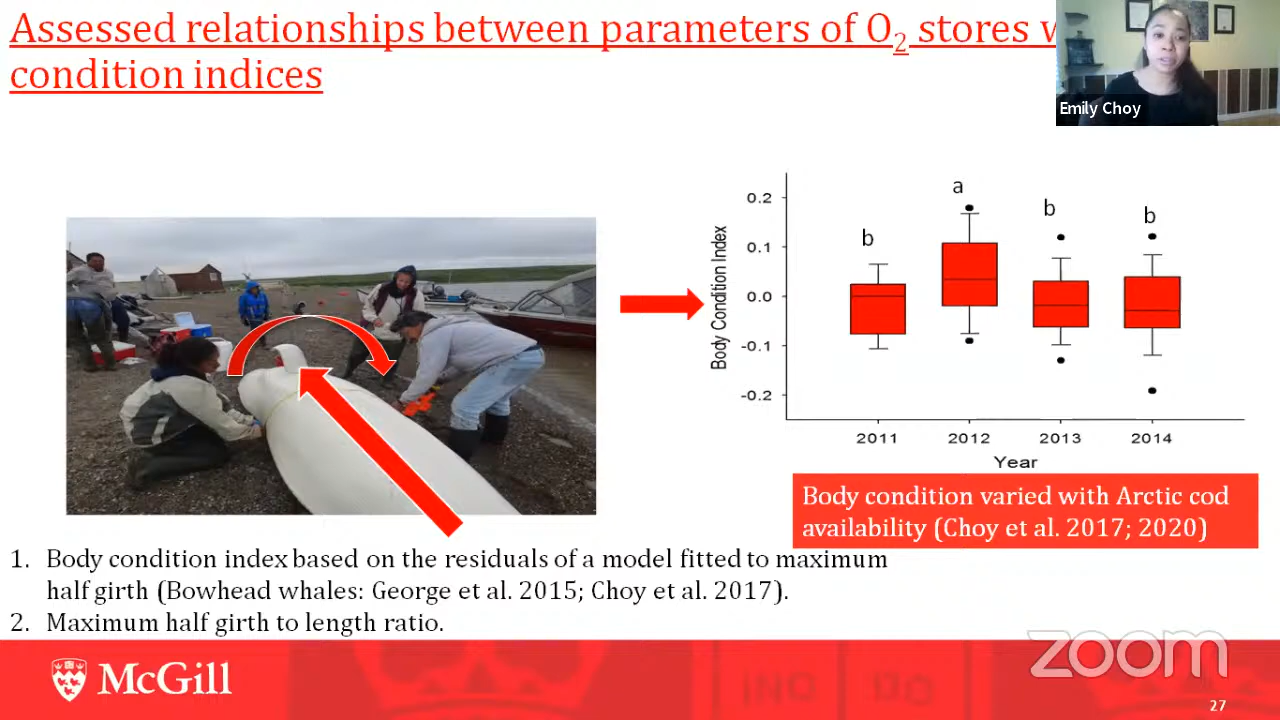 Assessed relationships between parameters of O2 stores
condition indices
Emily Choy
a
b
b
b
0.2
0.1
0.0
-0.1
-0.2
Body Condition Index
2011 2012 2013 2014
Year
Body condition varied with Arctic cod
availability (Choy et al. 2017; 2020)
1. Body condition index based on the residuals of a model fitted to maximum
half girth (Bowhead whales: George et al. 2015; Choy et al. 2017).
2. Maximum half girth to length ratio.
zoom
McGill
27